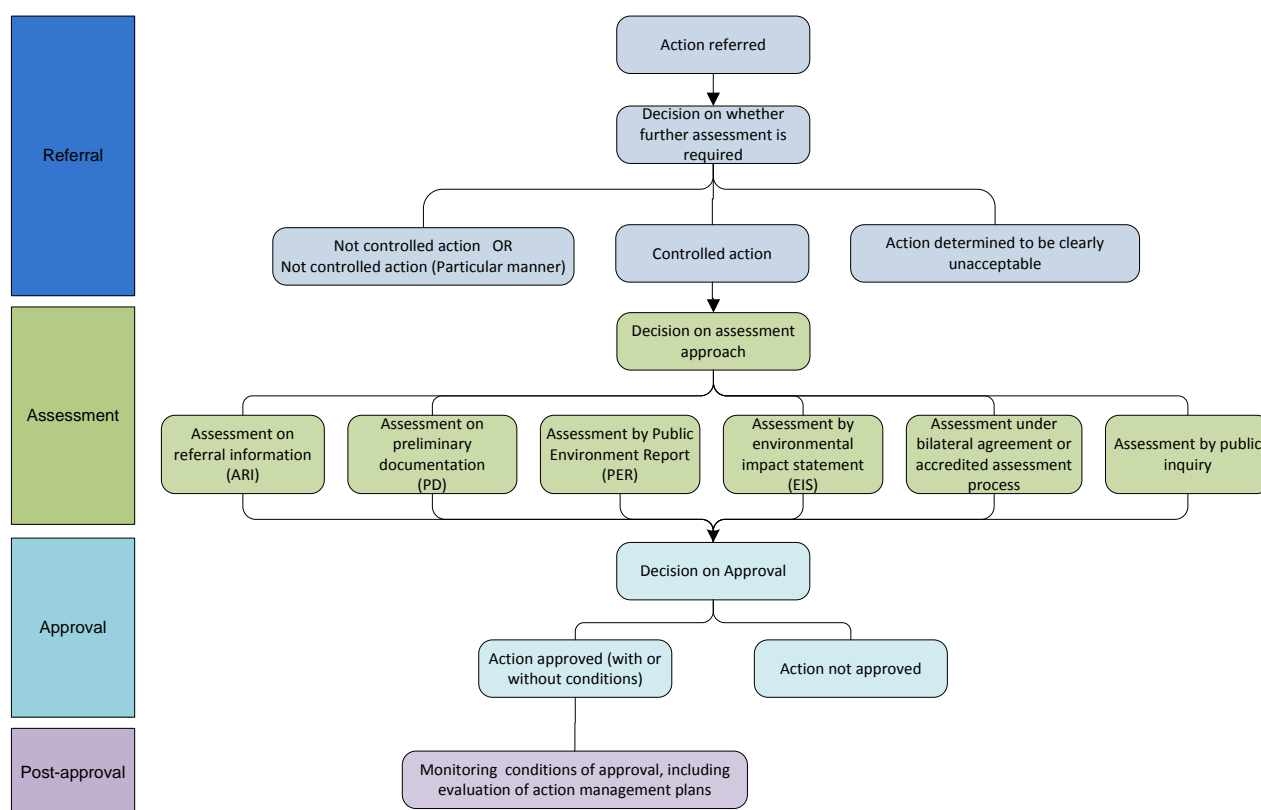 Referral
Action referred
Decision on whether
further assessment is
required
Not controlled action OR
Not controlled action (Particular manner)
Controlled action
Action determined to be clearly
unacceptable
Assessment
Decision on assessment
approach
Assessment on
referral information
(ARI)
Assessment on
preliminary
documentation
(PD)
Assessment by Public
Environment Report
(PER)
Assessment by
environmental
impact statement
(EIS)
Assessment under
bilateral agreement or
accredited assessment
process
Assessment by public
inquiry
Approval
Decision on Approval
Action approved (with or
without conditions)
Action not approved
Post-approval
Monitoring conditions of approval, including
evaluation of action management plans